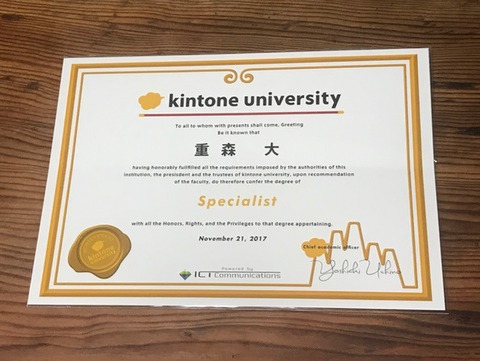 kintone university
To all to whom with presents shall come, Greeting
Be it known that
重森 大
having honorably fullfilled all the requirements imposed by the authorities of this
institution, the president and the trustees of kintone university, upon recommendation
of the faculty, do therefore confer the degree of
Specialist
with all the Honors, Rights, and the Privileges to that degree appertaining.
November 21, 2017
Chief academic officer
kintone
university
Powered by
ICT Communications